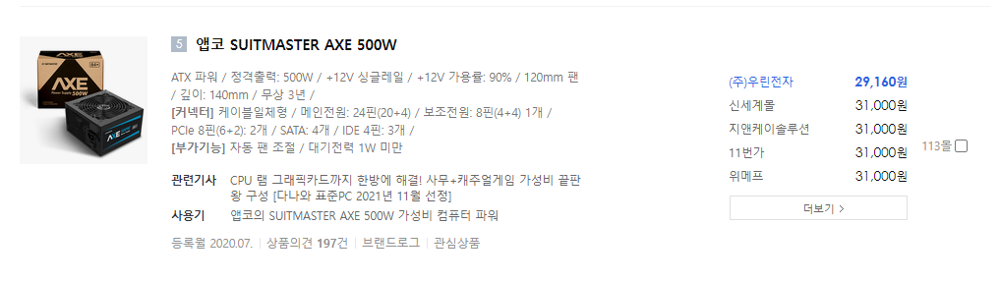 5 앱코 SUITMASTER AXE 500W
AXE
Power Supply 500W
AXE
ATX 파워 / 정격출력: 500W / +12V 싱글레일 / +12V 가용률: 90% / 120mm 팬
/ 깊이: 140mm / 무상 3년 /
[커넥터] 케이블일체형 / 메인전원: 24핀(20+4) / 보조전원: 8핀(4+4) 1개 /
PCIe 8핀(6+2): 2개 / SATA: 4개 / IDE 4핀: 3개 /
[부가기능] 자동 팬 조절 / 대기전력 1W 미만
관련기사 CPU 램 그래픽카드까지 한방에 해결! 사무+캐주얼게임 가성비 끝판
왕 구성 [다나와 표준PC 2021년 11월 선정]
사용기 앱코의 SUITMASTER AXE 500W 가성비 컴퓨터 파워
등록월 2020.07. | 상품의견 197건 | 브랜드로그 | 관심상품
(주)우린전자 29,160원
신세계몰 31,000원
지앤케이솔루션 31,000원
11번가 31,000원
위메프 31,000원
113몰
더보기 >